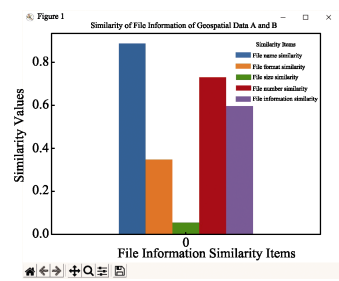 Figure 1
Similarity of File Information of Geospatial Data A and B
Similarity Items
File name similarity
File format similarity
File size similarity
File number similarity
File information similarity
Similarity Values
0.8
0.6
0.4
0.2
0.0
0
File Information Similarity Items